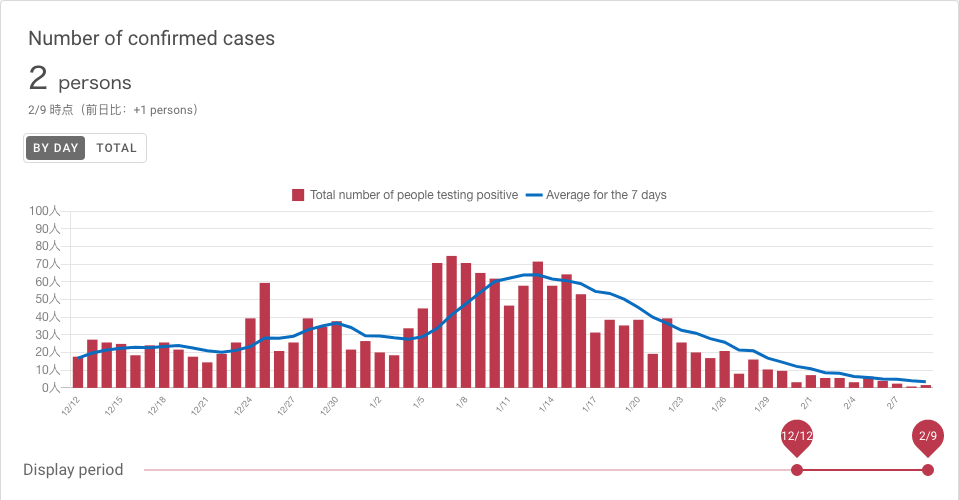 Number of confirmed cases
2 persons
2/9 時点（前日比：+1 persons）
BY DAY TOTAL
Total number of people testing positive Average for the 7 days
100人
90人
80人
70人
60人
50人
40人
30人
20人
10人
0人
12/12 12/15 12/18 12/21 12/24 12/27 12/30 1/2 1/5 1/8 1/11 1/14 1/17 1/20 1/23 1/26 1/29 2/1 2/4 2/7
12/12 2/9
Display period